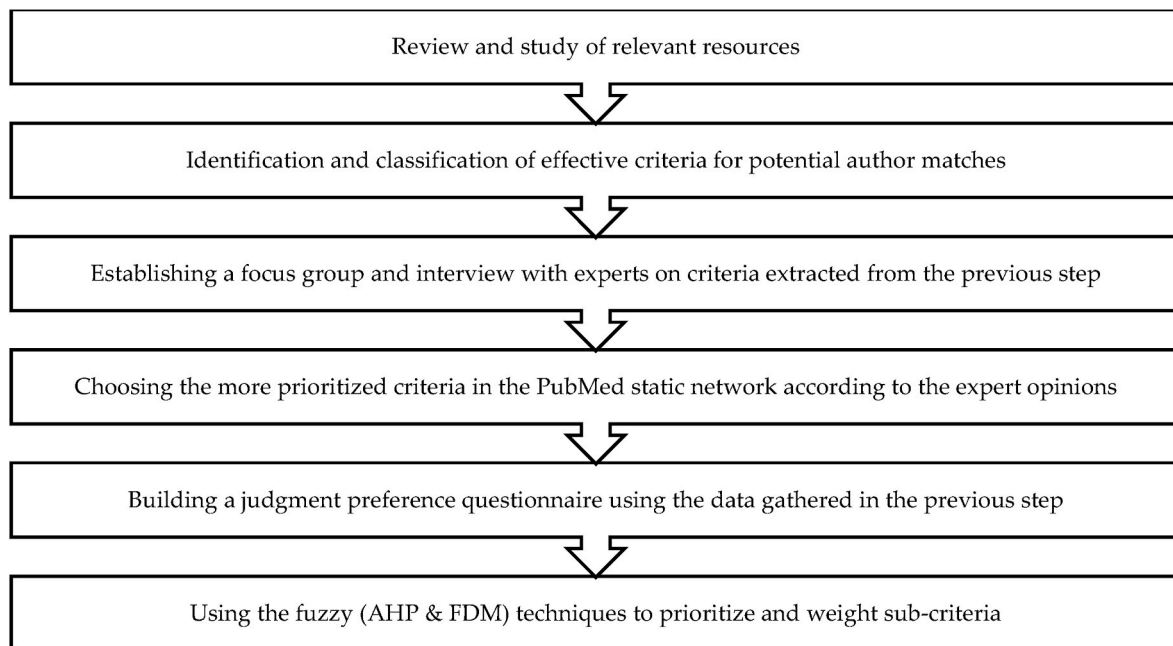 Review and study of relevant resources
Identification and classification of effective criteria for potential author matches
Establishing a focus group and interview with experts on criteria extracted from the previous step
Choosing the more prioritized criteria in the PubMed static network according to the expert opinions
Building a judgment preference questionnaire using the data gathered in the previous step
Using the fuzzy (AHP & FDM) techniques to prioritize and weight sub-criteria